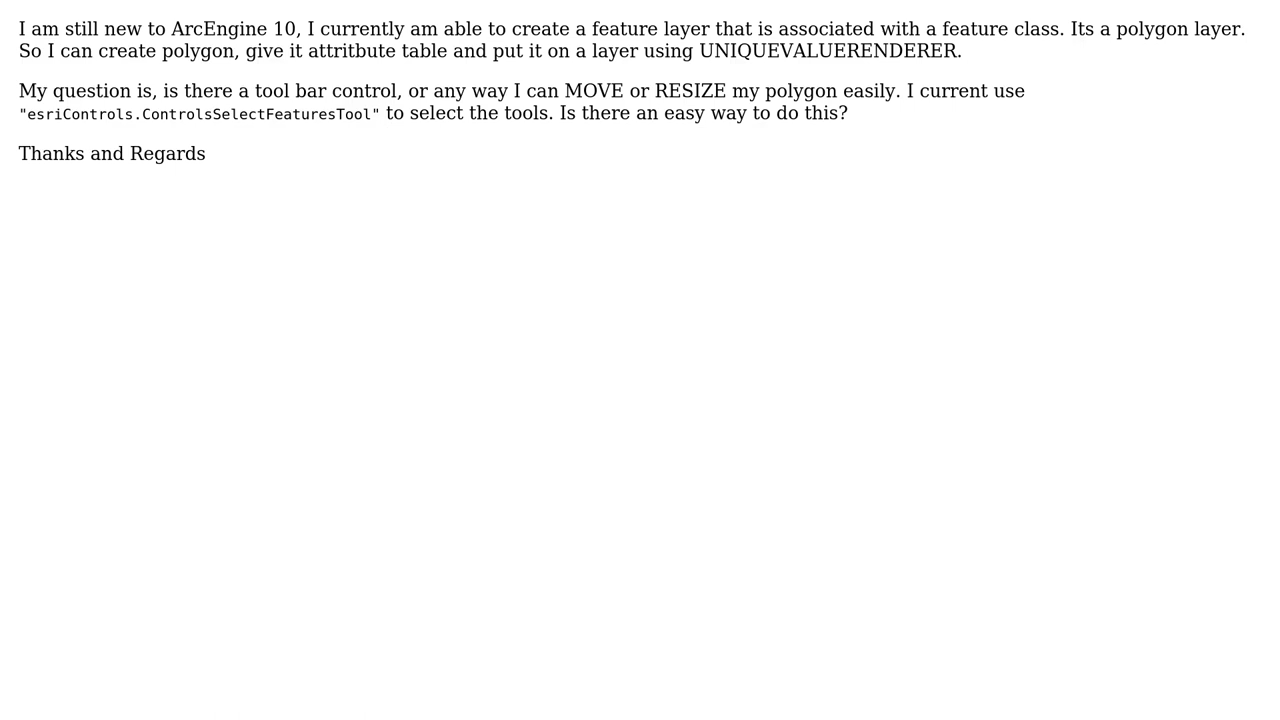 I am still new to ArcEngine 10, I currently am able to create a feature layer that is associated with a feature class. Its a polygon layer.
So I can create polygon, give it attritbute table and put it on a layer using UNIQUEVALUERENDERER.
My question is, is there a tool bar control, or any way I can MOVE or RESIZE my polygon easily. I current use
"esriControls.ControlsSelectFeaturesTool" to select the tools. Is there an easy way to do this?
Thanks and Regards